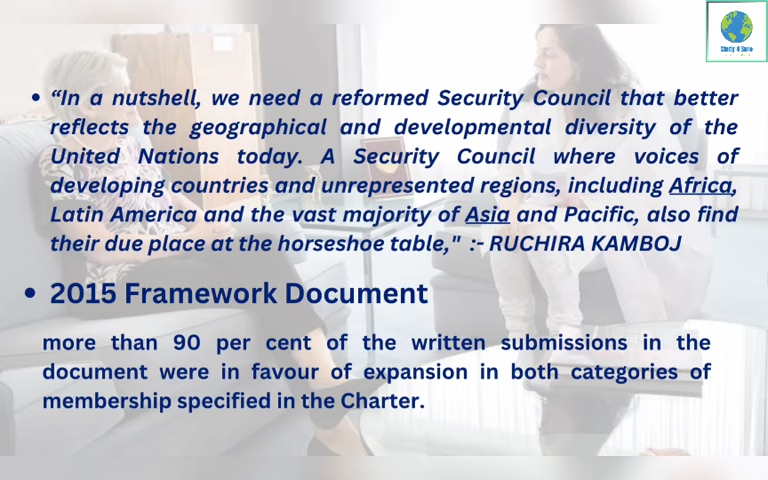 Study 4 Sure
• “In a nutshell, we need a reformed Security Council that better
reflects the geographical and developmental diversity of the
United Nations today. A Security Council where voices of
developing countries and unrepresented regions, including Africa,
Latin America and the vast majority of Asia and Pacific, also find
their due place at the horseshoe table," :- RUCHIRA KAMBOJ
• 2015 Framework Document
more than 90 per cent of the written submissions in the
document were in favour of expansion in both categories of
membership specified in the Charter.